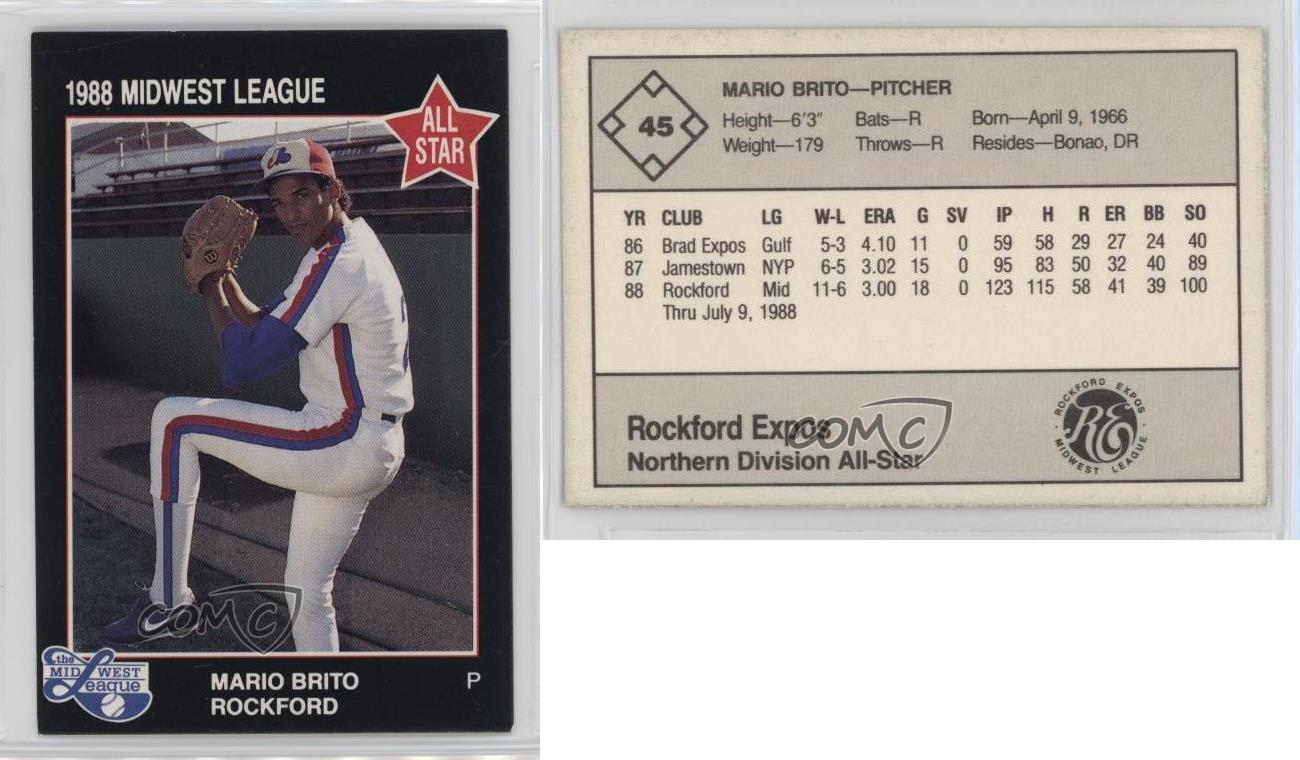 1988 MIDWEST LEAGUE
ALL
STAR
COMC
the
MIDWEST
League
MARIO BRITO
P
ROCKFORD
45
MARIO BRITO—PITCHER
Height—6'3" Bats—R Born—April 9, 1966
Weight—179 Throws—R Resides—Bonao, DR
YR CLUB LG W-L ERA G SV IP H R ER BB SO
86 Brad Expos Gulf 5-3 4.10 11 0 59 58 29 27 24 40
87 Jamestown NYP 6-5 3.02 15 0 95 83 50 32 40 89
88 Rockford Mid 11-6 3.00 18 0 123 115 58 41 39 100
Thru July 9, 1988
Rockford Expos
Northern Division All-Star
COMC
ROCKFORD EXPOS
RE
MIDWEST LEAGUE